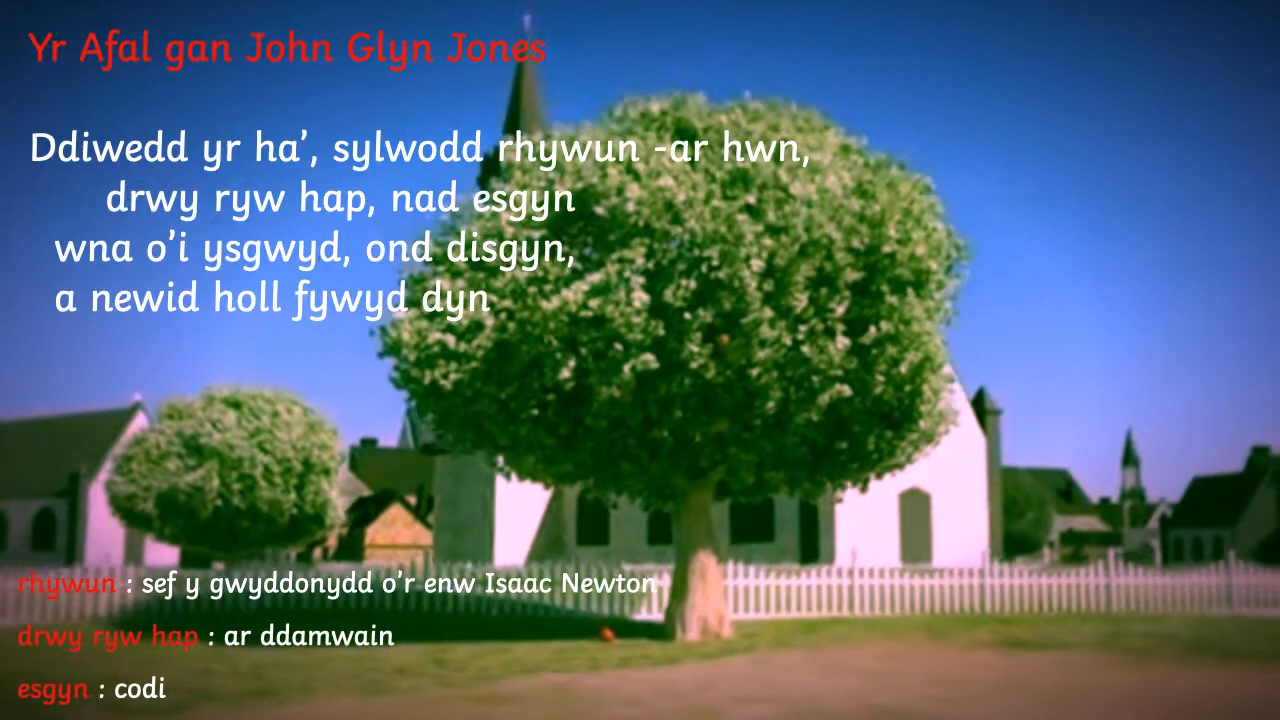 Yr Afal gan John Glyn Jones
Ddiwedd yr ha’, sylwodd rhywun -ar hwn,
drwy ryw hap, nad esgyn
wna o’i ysgwyd, ond disgyn,
a newid holl fywyd dyn
rhywun : sef y gwyddonydd o’r enw Isaac Newton
drwy ryw hap : ar ddamwain
esgyn : codi